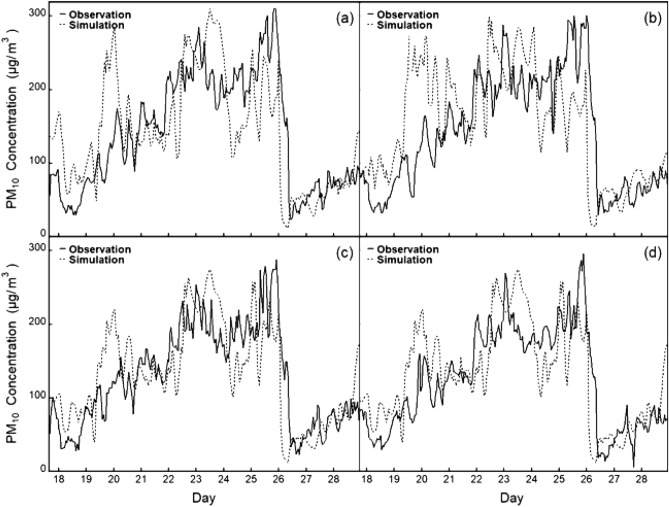 — Observation
···· Simulation
(a)
— Observation
···· Simulation
(b)
300
200
100
0
PM10 Concentration (µg/m³)
— Observation
···· Simulation
(c)
— Observation
···· Simulation
(d)
300
200
100
0
PM10 Concentration (µg/m³)
18 19 20 21 22 23 24 25 26 27 28
18 19 20 21 22 23 24 25 26 27 28
Day
Day